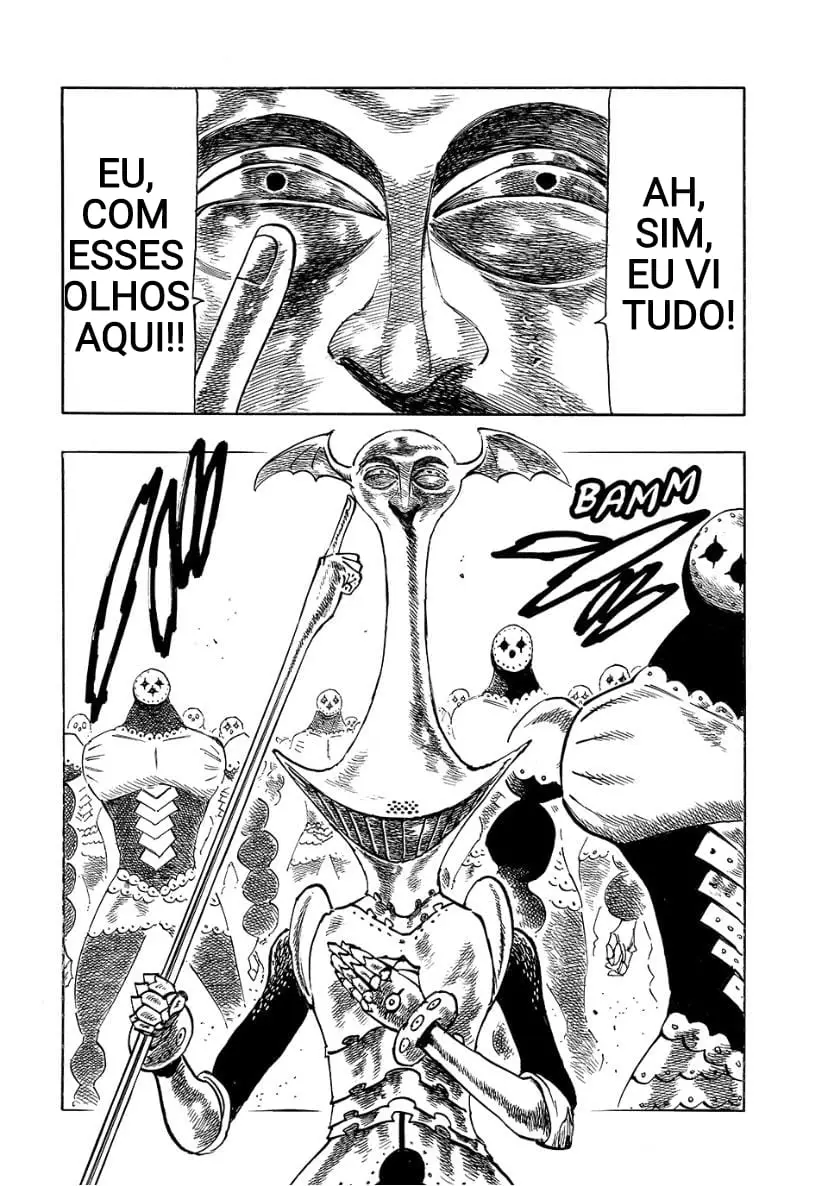 AH,
SIM,
EU VI
TUDO!
EU,
COM
ESSES
OLHOS
AQUI!!
BAMM